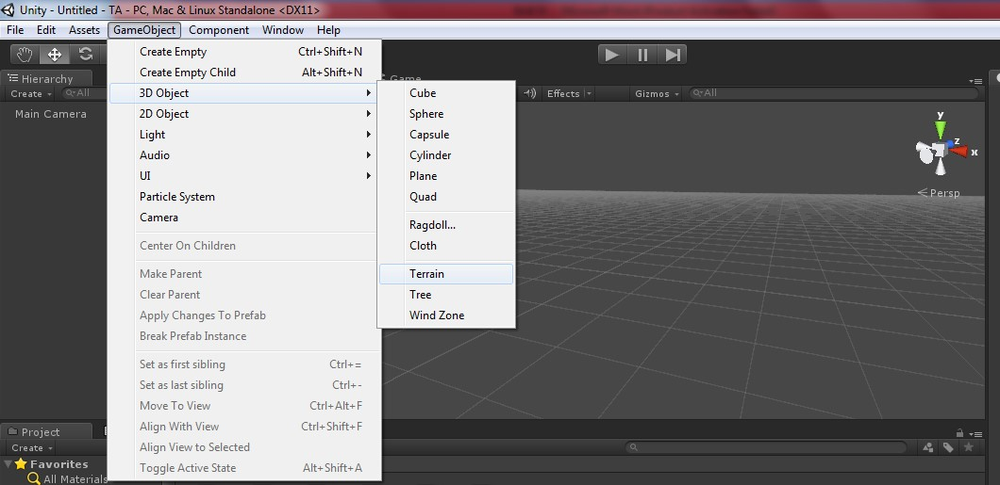 Unity - Untitled - TA - PC, Mac & Linux Standalone <DX11>
File Edit Assets GameObject Component Window Help
Hierarchy
Create All
Main Camera
Create Empty Ctrl+Shift+N
Create Empty Child Alt+Shift+N
3D Object
2D Object
Light
Audio
UI
Particle System
Camera
Center On Children
Make Parent
Clear Parent
Apply Changes To Prefab
Break Prefab Instance
Set as first sibling Ctrl+=
Set as last sibling Ctrl+-
Move To View Ctrl+Alt+F
Align With View Ctrl+Shift+F
Align View to Selected
Toggle Active State Alt+Shift+A
Cube
Sphere
Capsule
Cylinder
Plane
Quad
Ragdoll...
Cloth
Terrain
Tree
Wind Zone
Game
Effects Gizmos All
y
z
x
Persp
Project
Create
Favorites
All Materials